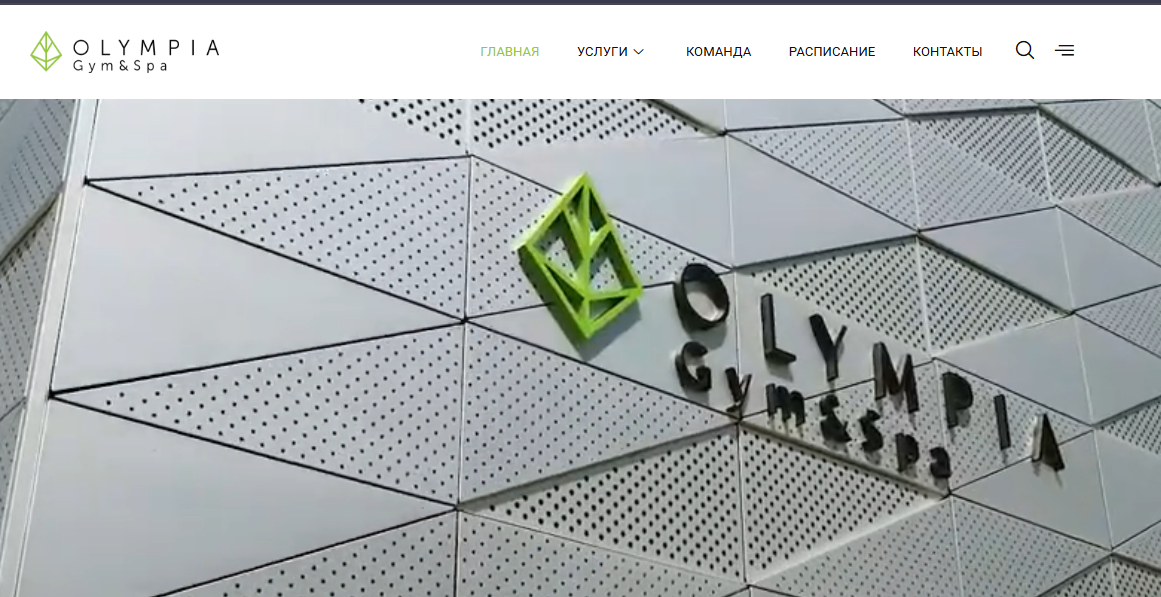 OLYMPIA
Gym&Spa
ГЛАВНАЯ
УСЛУГИ
КОМАНДА
РАСПИСАНИЕ
КОНТАКТЫ
OLYMPIA
Gym&Spa